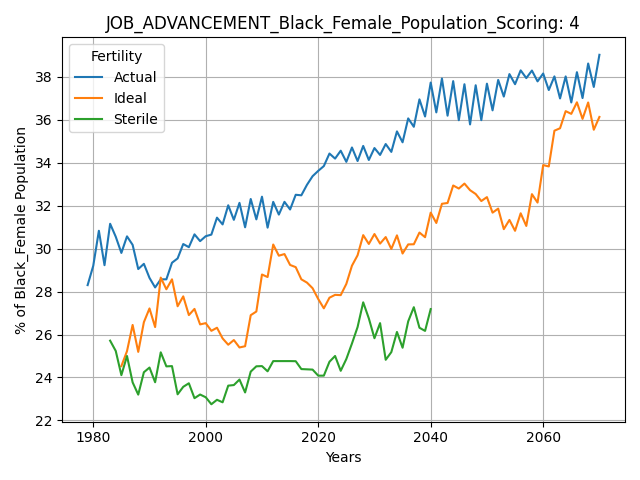 JOB_ADVANCEMENT_Black_Female_Population_Scoring: 4
Fertility
Actual
Ideal
Sterile
% of Black_Female Population
38
36
34
32
30
28
26
24
22
1980
2000
2020
2040
2060
Years